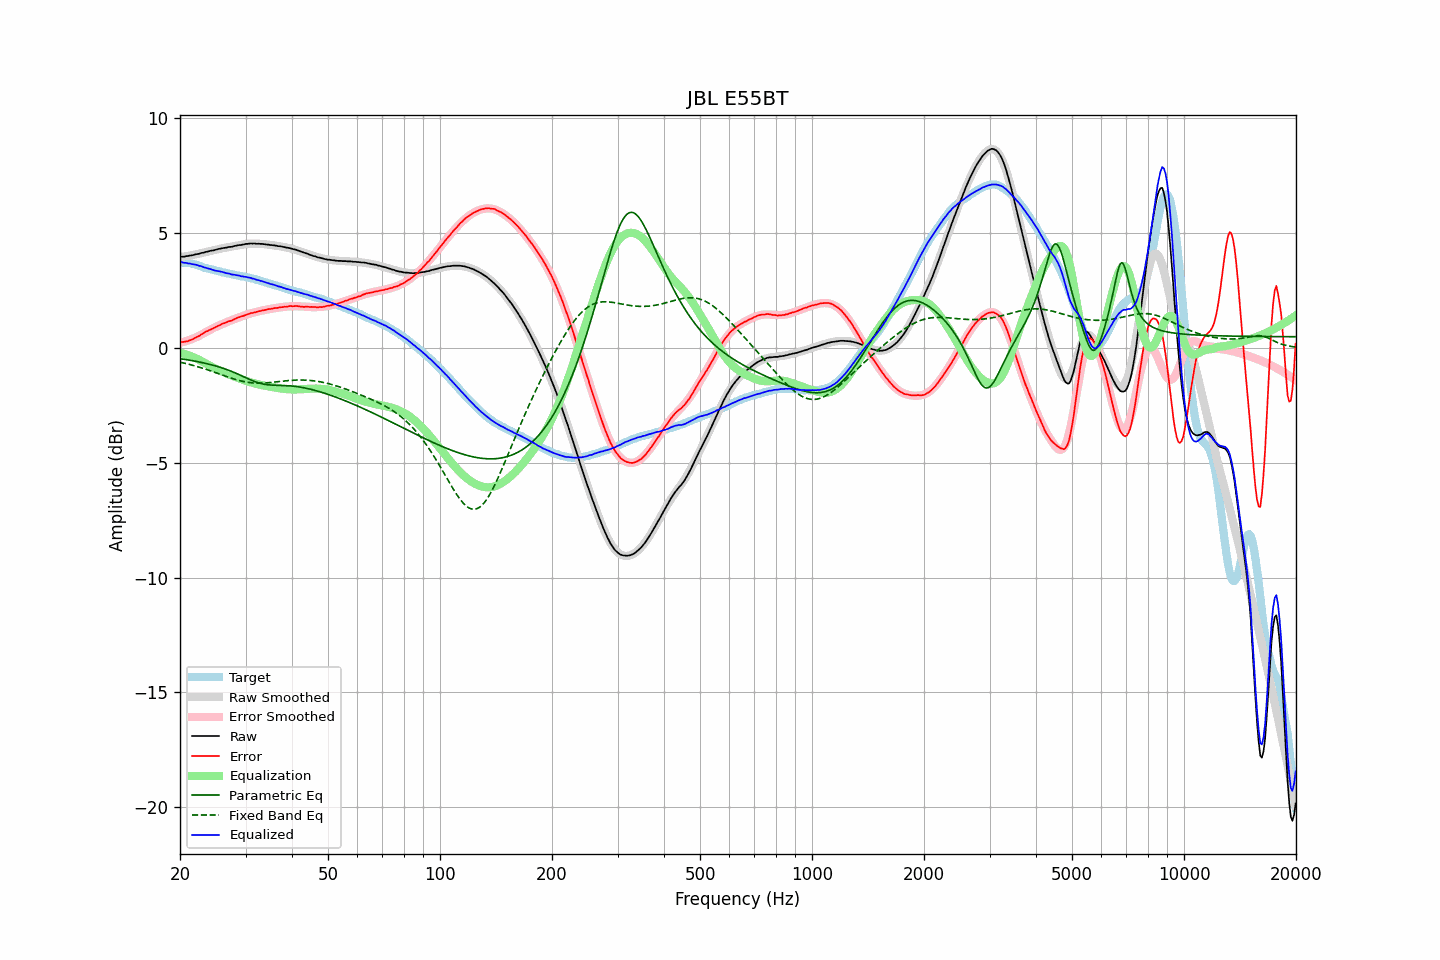 JBL E55BT
10
5
0
−5
−10
−15
−20
Amplitude (dBr)
Target
Raw Smoothed
Error Smoothed
Raw
Error
Equalization
Parametric Eq
Fixed Band Eq
Equalized
20 50 100 200 500 1000 2000 5000 10000 20000
Frequency (Hz)